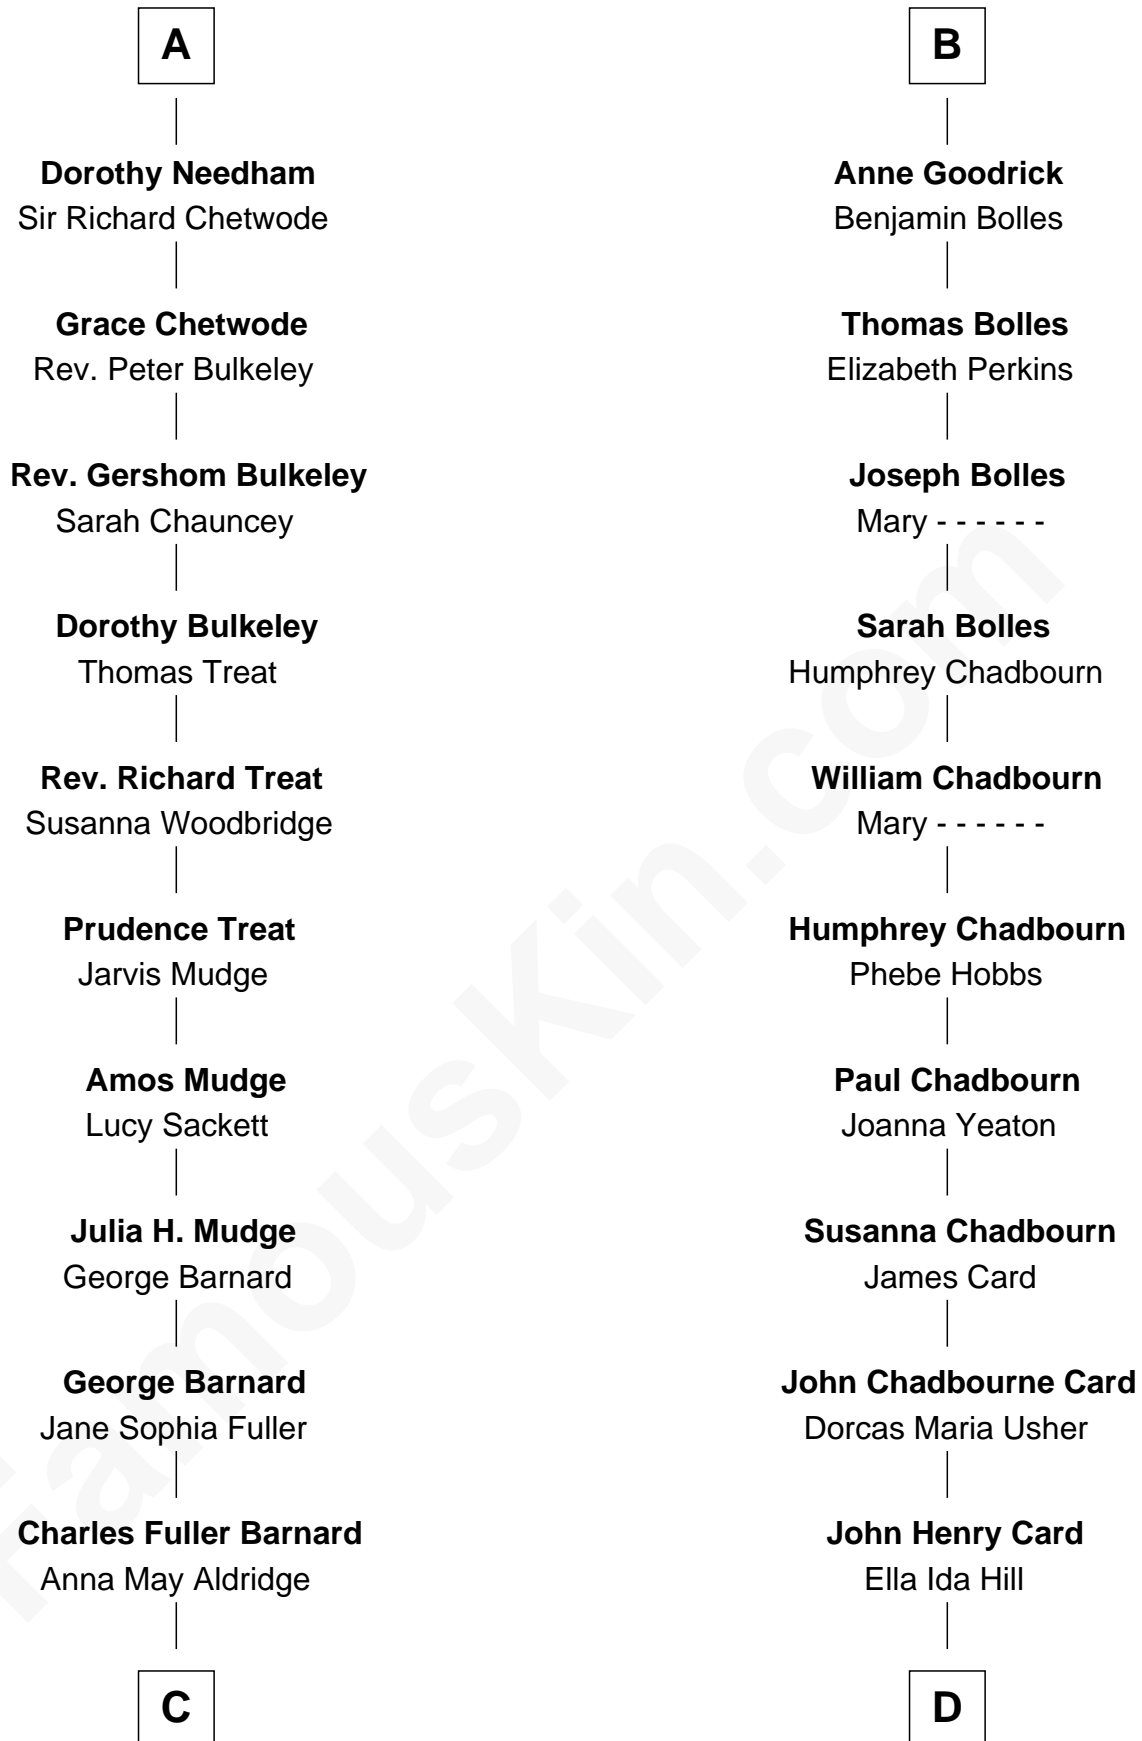 A
Dorothy Needham
Sir Richard Chetwode
Grace Chetwode
Rev. Peter Bulkeley
Rev. Gershom Bulkeley
Sarah Chauncey
Dorothy Bulkeley
Thomas Treat
Rev. Richard Treat
Susanna Woodbridge
Prudence Treat
Jarvis Mudge
Amos Mudge
Lucy Sackett
Julia H. Mudge
George Barnard
George Barnard
Jane Sophia Fuller
Charles Fuller Barnard
Anna May Aldridge
C
B
Anne Goodrick
Benjamin Bolles
Thomas Bolles
Elizabeth Perkins
Joseph Bolles
Mary - - - - - -
Sarah Bolles
Humphrey Chadbourn
William Chadbourn
Mary - - - - - -
Humphrey Chadbourn
Phebe Hobbs
Paul Chadbourn
Joanna Yeaton
Susanna Chadbourn
James Card
John Chadbourne Card
Dorcas Maria Usher
John Henry Card
Ella Ida Hill
D
FamousKin.com